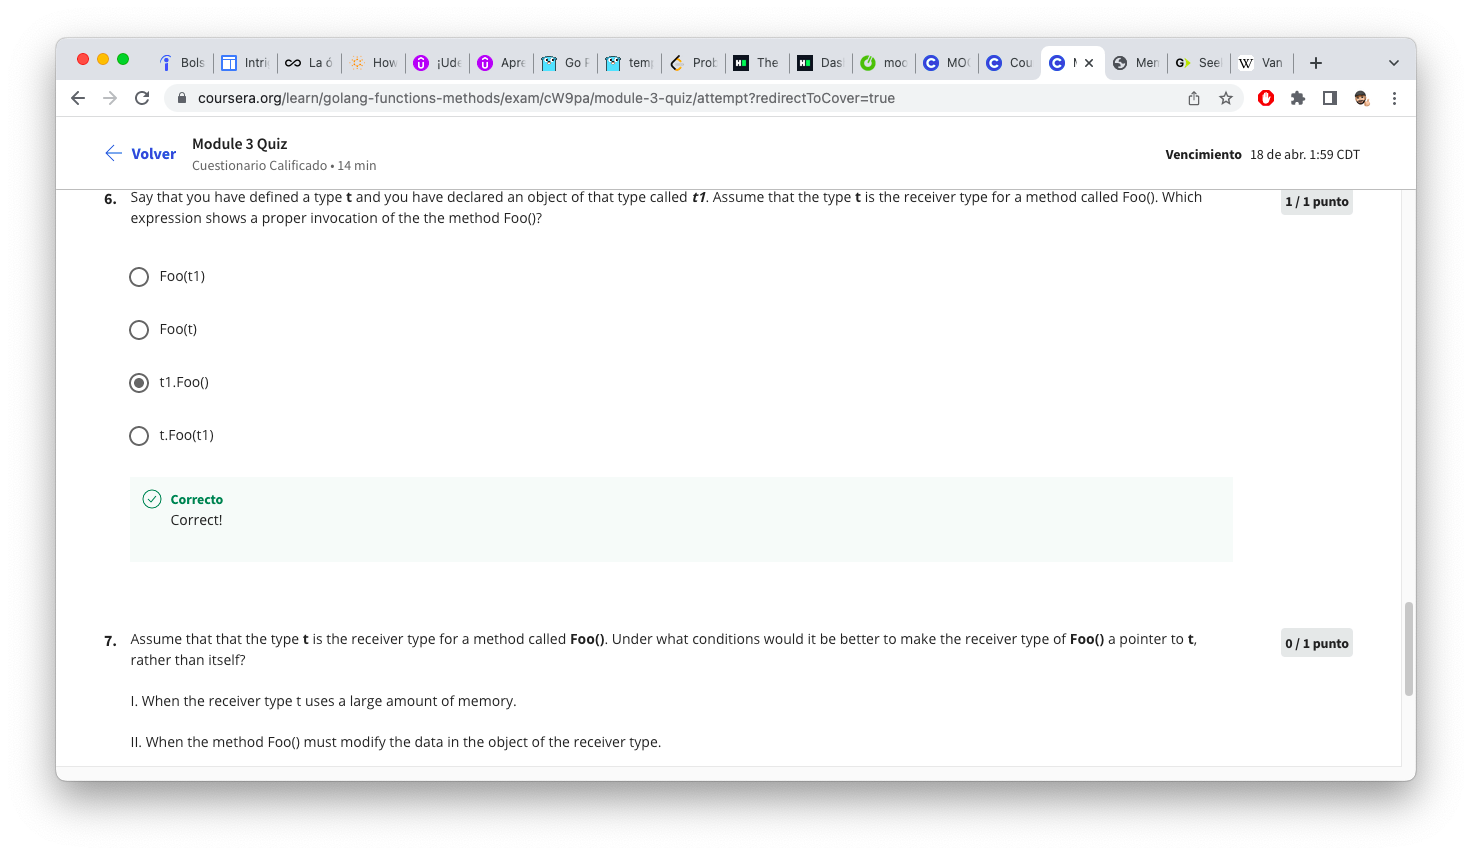 Bols
Intri
La ó
How
¡Ude
Apre
Go F
tem
Prob
The
Das
moo
MOO
Cou
Men
See
Van
coursera.org/learn/golang-functions-methods/exam/cW9pa/module-3-quiz/attempt?redirectToCover=true
Volver
Module 3 Quiz
Cuestionario Calificado • 14 min
Vencimiento 18 de abr. 1:59 CDT
6. Say that you have defined a type t and you have declared an object of that type called t1. Assume that the type t is the receiver type for a method called Foo(). Which
expression shows a proper invocation of the the method Foo()?
1 / 1 punto
Foo(t1)
Foo(t)
t1.Foo()
t.Foo(t1)
Correcto
Correct!
7. Assume that that the type t is the receiver type for a method called Foo(). Under what conditions would it be better to make the receiver type of Foo() a pointer to t,
rather than itself?
0 / 1 punto
I. When the receiver type t uses a large amount of memory.
II. When the method Foo() must modify the data in the object of the receiver type.